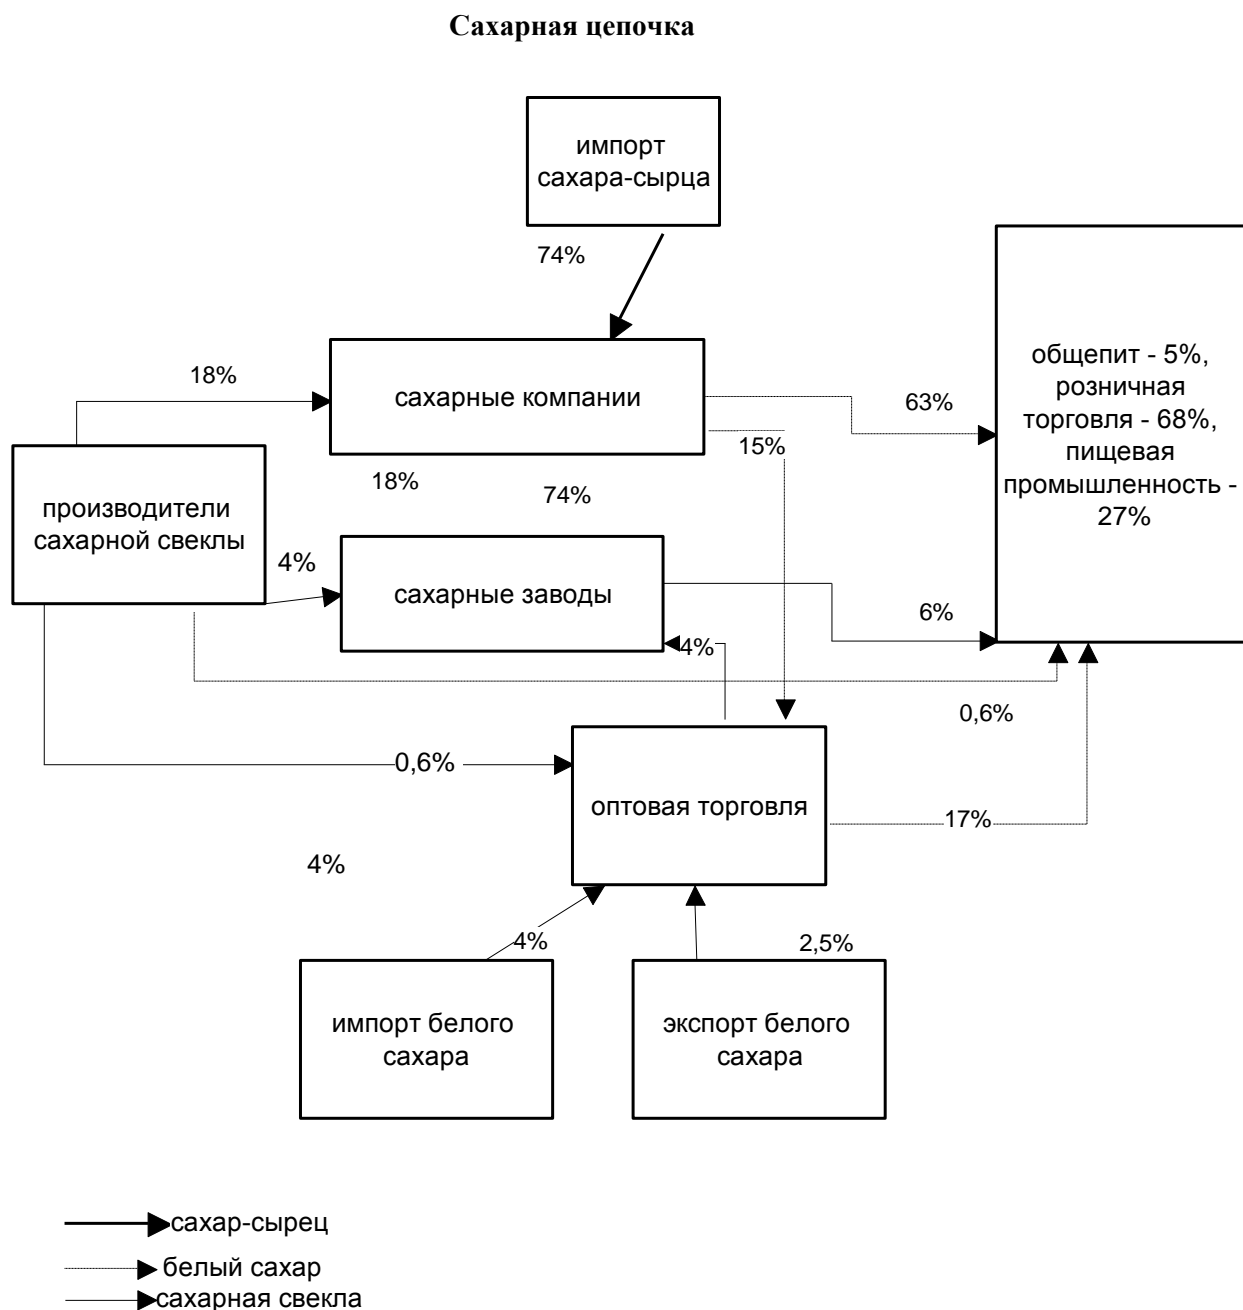 Сахарная цепочка
импорт
сахара-сырца
74%
18%
сахарные компании
63%
15%
общепит - 5%,
розничная
торговля - 68%,
пищевая
промышленность -
27%
18%
74%
производители
сахарной свеклы
4%
сахарные заводы
6%
4%
0,6%
0,6%
оптовая торговля
17%
4%
4%
2,5%
импорт белого
сахара
экспорт белого
сахара
сахар-сырец
белый сахар
сахарная свекла